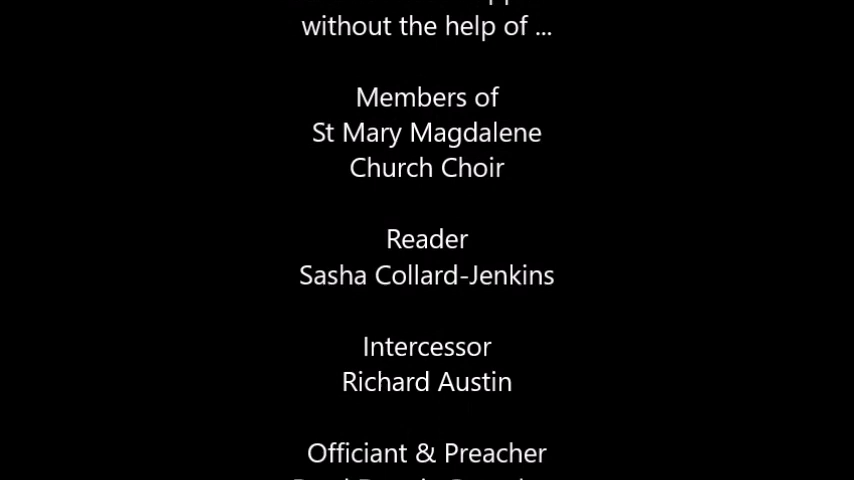 without the help of ...
Members of
St Mary Magdalene
Church Choir
Reader
Sasha Collard-Jenkins
Intercessor
Richard Austin
Officiant & Preacher